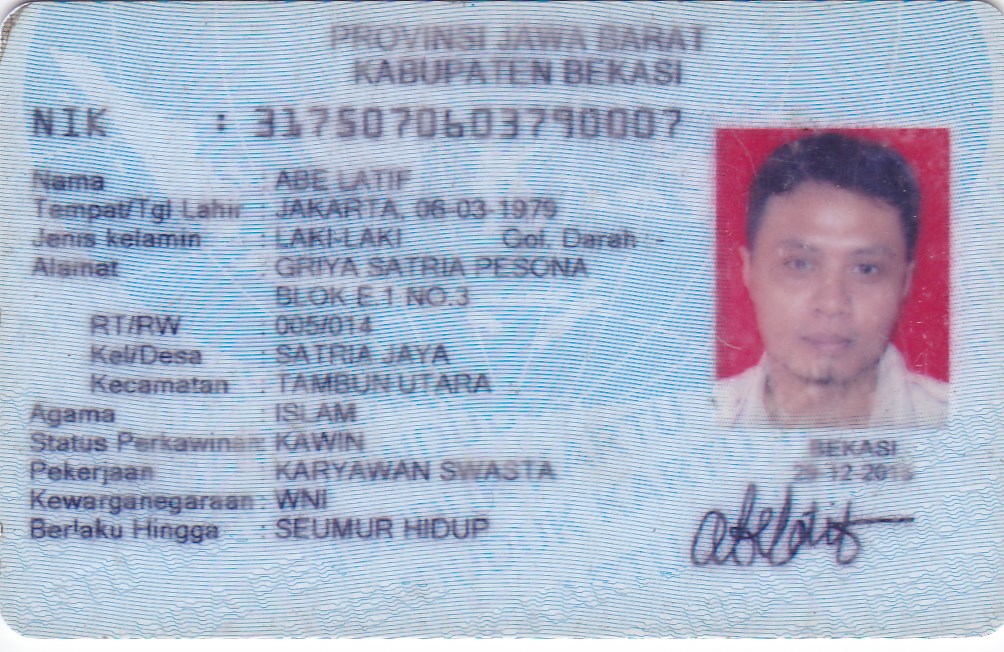 PROVINSI JAWA BARAT
KABUPATEN BEKASI
NIK : 3175070603790007
Nama : ABE LATIF
Tempat/Tgl Lahir : JAKARTA, 06-03-1979
Jenis kelamin : LAKI-LAKI Gol. Darah : -
Alamat : GRIYA SATRIA PESONA
BLOK E 1 NO.3
RT/RW : 005/014
Kel/Desa : SATRIA JAYA
Kecamatan : TAMBUN UTARA
Agama : ISLAM
Status Perkawinan : KAWIN
Pekerjaan : KARYAWAN SWASTA
Kewarganegaraan : WNI
Berlaku Hingga : SEUMUR HIDUP
BEKASI
abelatif